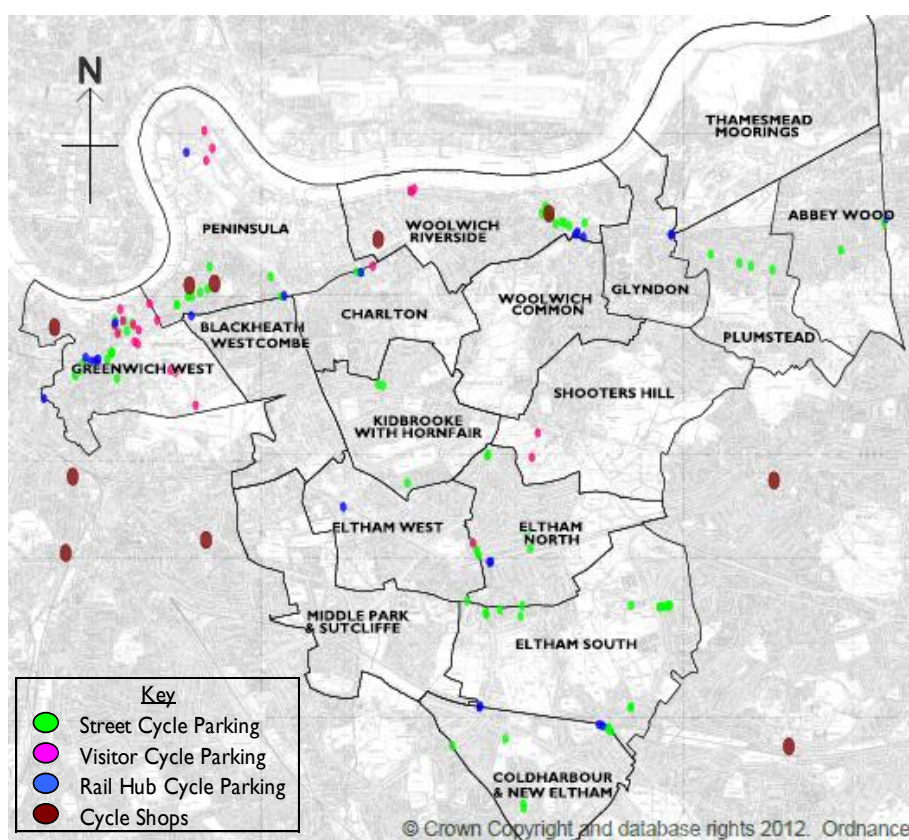 N
THAMESMEAD
MOORINGS
ABBEY WOOD
PENINSULA
WOOLWICH
RIVERSIDE
GLYNDON
WOOLWICH
COMMON
CHARLTON
BLACKHEATH
WESTCOMBE
PLUMSTEAD
GREENWICH WEST
SHOOTERS HILL
KIDBROOKE
WITH HORNFAIR
ELTHAM WEST
ELTHAM
NORTH
MIDDLE PARK
& SUTCLIFFE
ELTHAM SOUTH
COLDHARBOUR
& NEW ELTHAM
Key
Street Cycle Parking
Visitor Cycle Parking
Rail Hub Cycle Parking
Cycle Shops
© Crown Copyright and database rights 2012. Ordnance